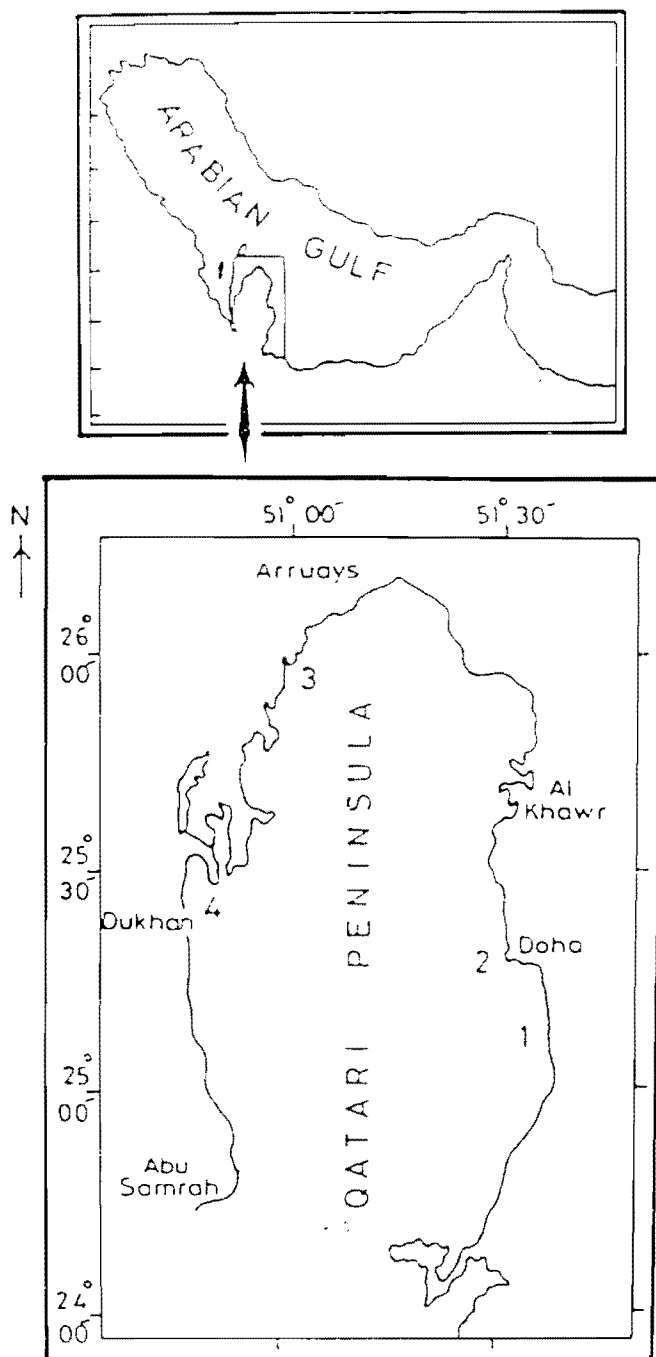 ARABIAN GULF
1
N
51° 00- 51° 30-
Arruays
26°
00-
3
Al
Khawr
25°
30-
4
Dukhan
Doha
2
1
QATARI PENINSULA
25°
00-
Abu
Samrah
24°
00-